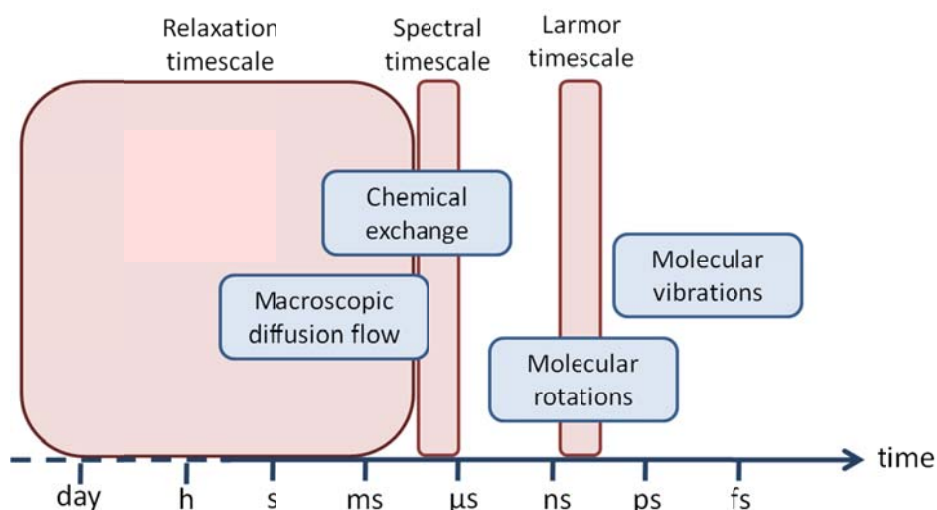 Relaxation
timescale
Spectral
timescale
Larmor
timescale
Chemical
exchange
Molecular
vibrations
Macroscopic
diffusion flow
Molecular
rotations
time
day
h
s
ms
μs
ns
ps
fs